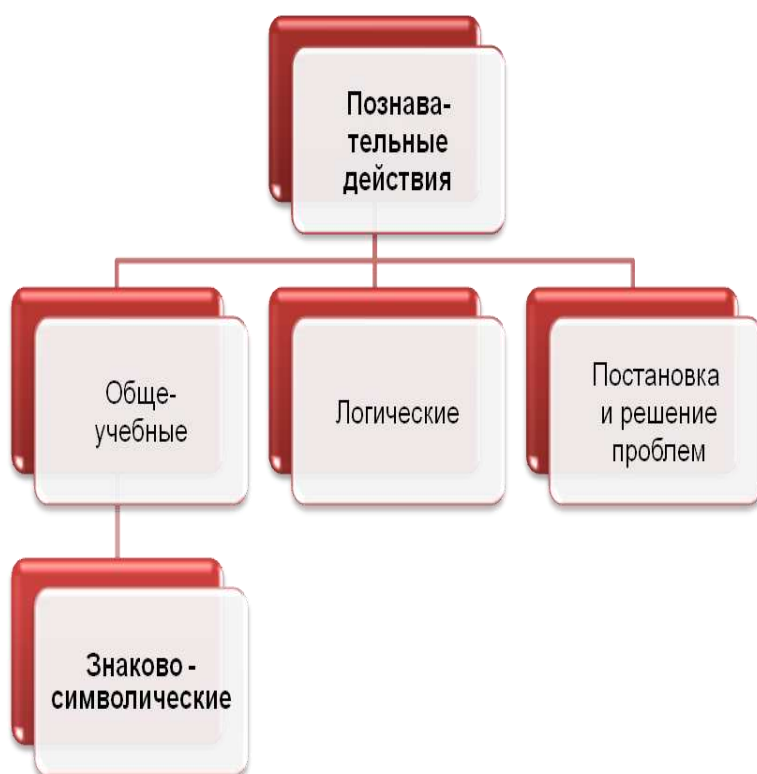 Познава-
тельные
действия
Обще-
учебные
Логические
Постановка
и решение
проблем
Знаково -
символические